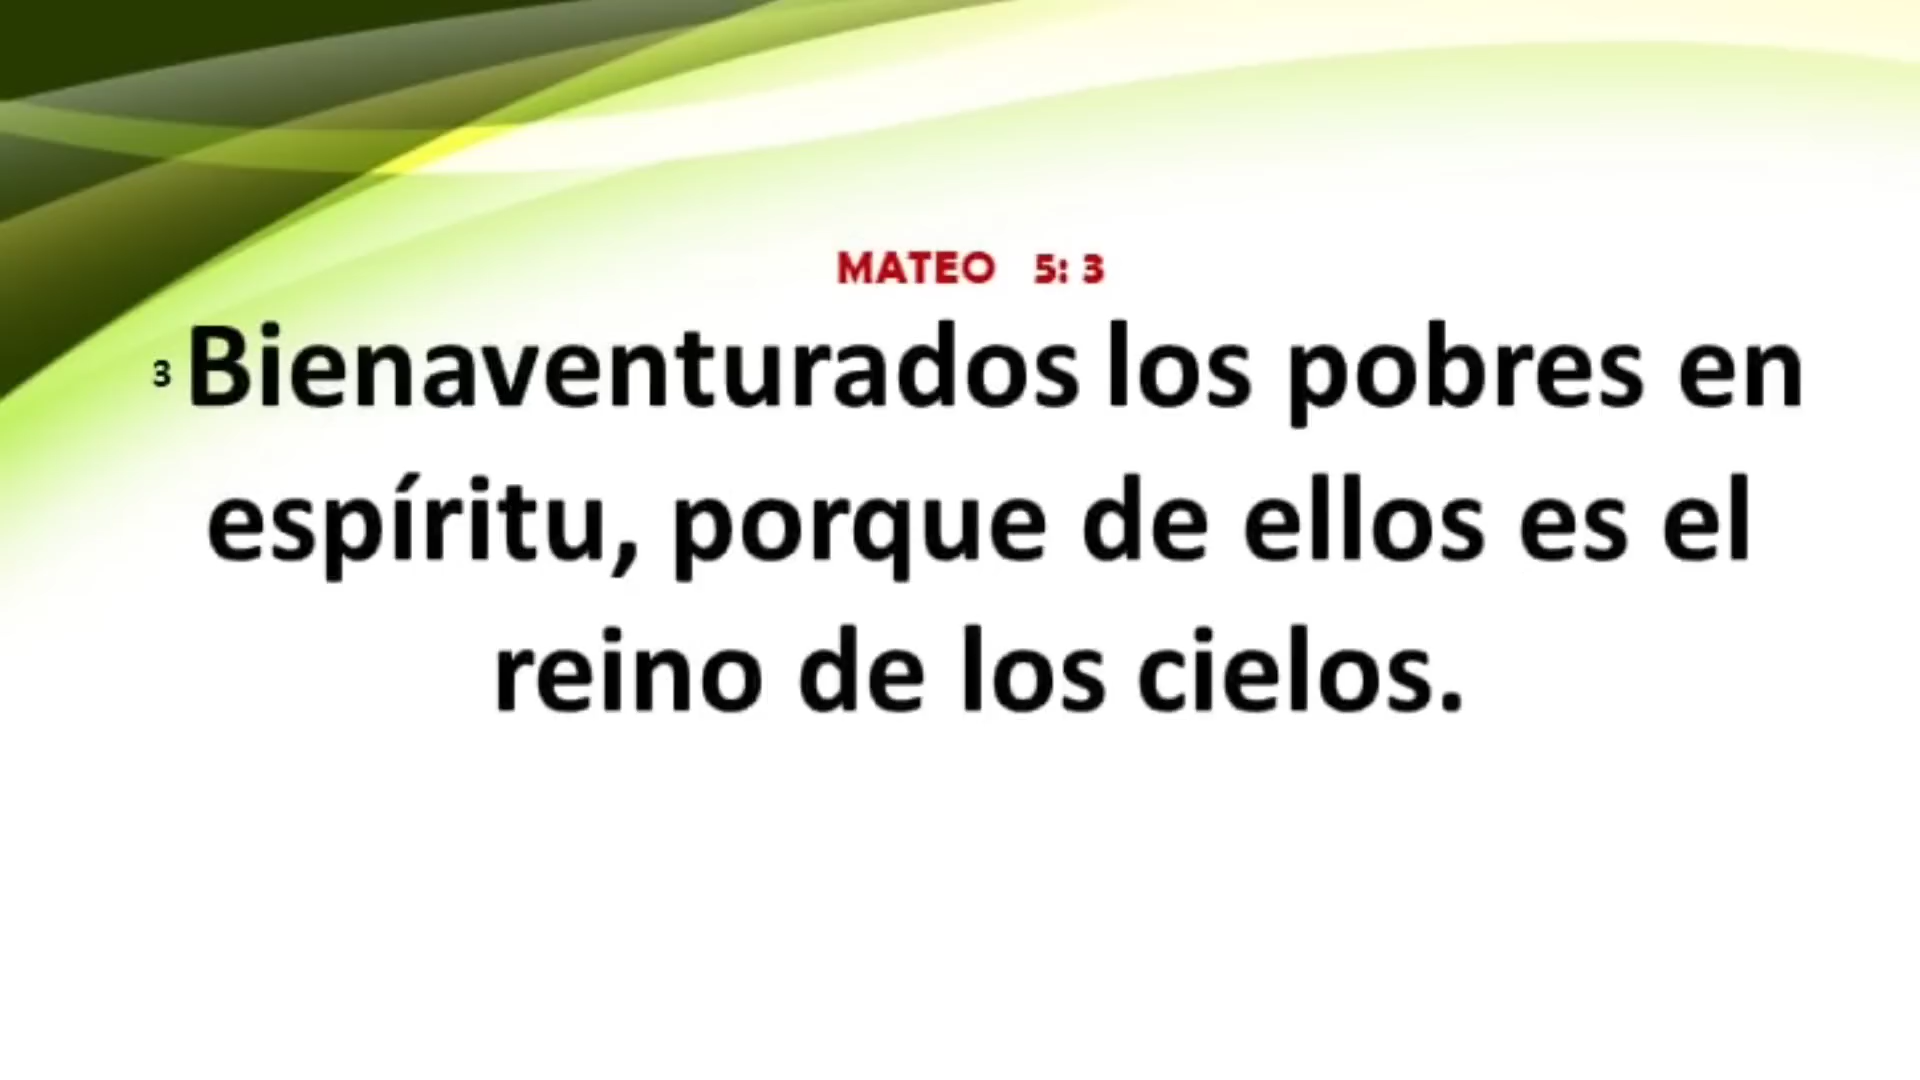 MATEO 5: 3
3 Bienaventurados los pobres en
espíritu, porque de ellos es el
reino de los cielos.